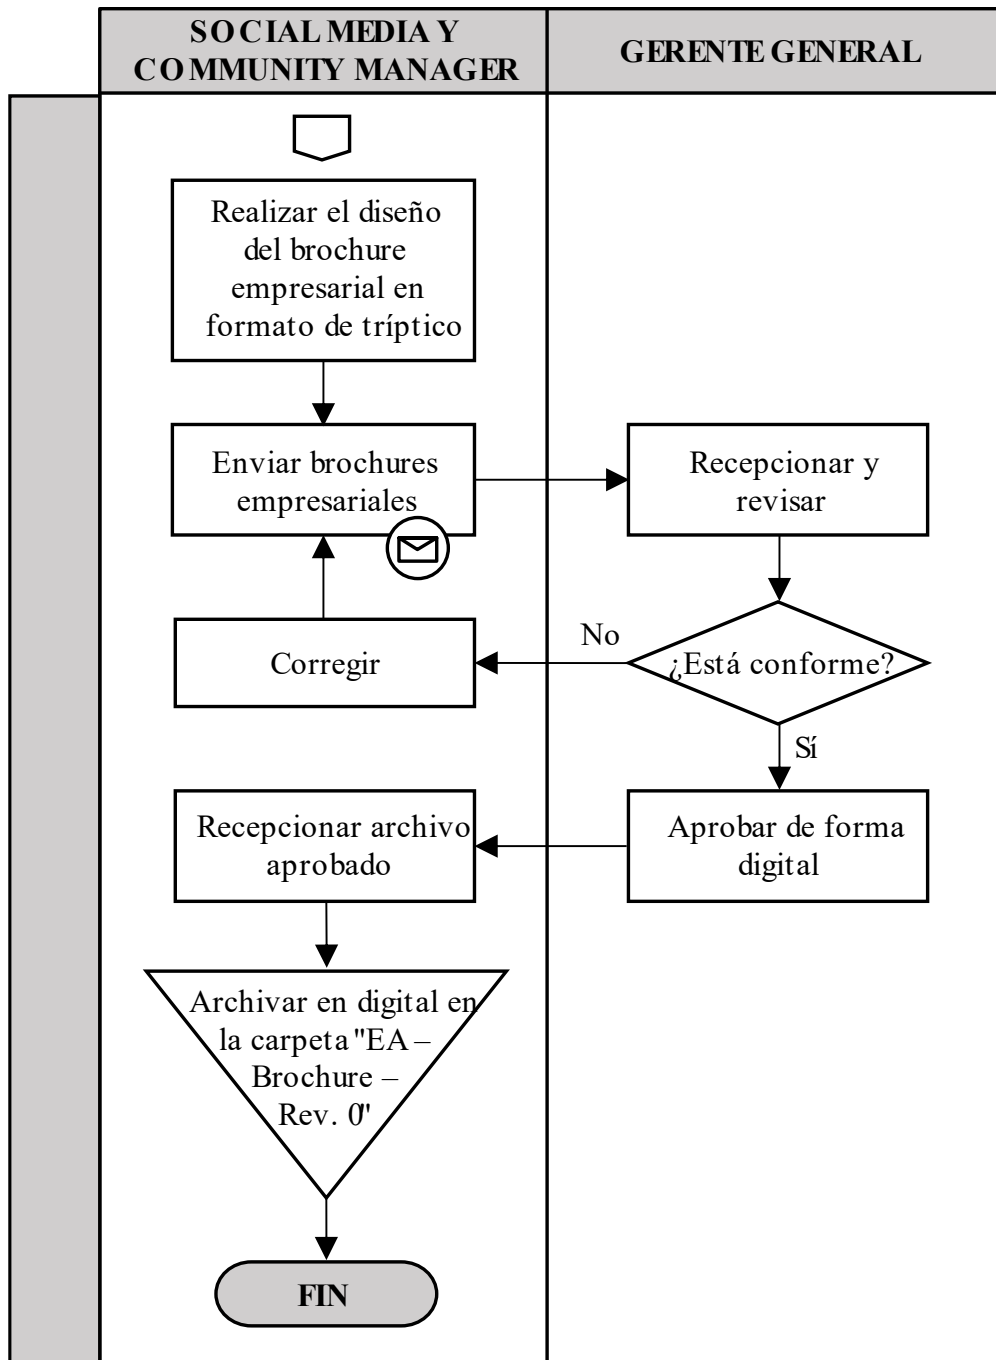 SOCIAL MEDIA Y
COMMUNITY MANAGER
GERENTE GENERAL
Realizar el diseño
del brochure
empresarial en
formato de tríptico
Enviar brochures
empresariales
Recepcionar y
revisar
No
Corregir
¿Está conforme?
Sí
Recepcionar archivo
aprobado
Aprobar de forma
digital
Archivar en digital en
la carpeta "EA –
Brochure –
Rev. 0"
FIN